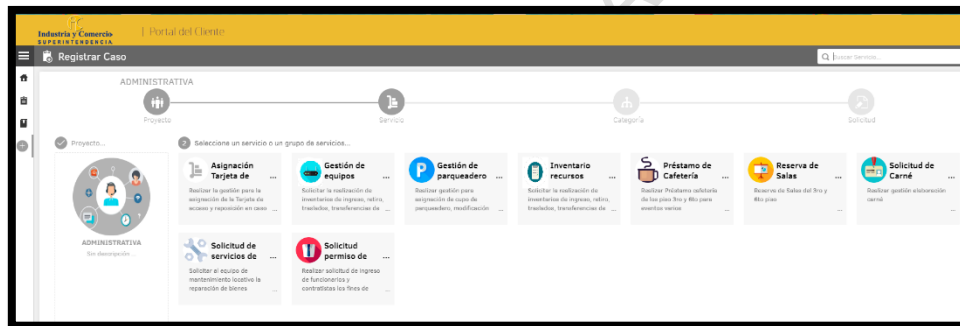 Industria y Comercio
SUPERINTENDENCIA
| Portal del Cliente
Registrar Caso
Buscar Servicio...
ADMINISTRATIVA
Proyecto
Servicio
Categoría
Solicitud
Proyecto...
2 Seleccione un servicio o un grupo de servicios...
ADMINISTRATIVA
Sin descripción...
Asignación
Tarjeta de ...
Realizar la gestión para la
asignación de la Tarjeta de
acceso y reposición en caso ...
Gestión de
equipos ...
Solicitar la realización de
inventarios de ingreso, retiro,
traslados, transferencias de ...
Gestión de
parqueadero ...
Realizar gestión para
asignación de cupo de
parqueadero, modificación ...
Inventario
recursos ...
Solicitar la realización de
inventarios de ingreso, retiro,
traslados, transferencias de ...
Préstamo de
Cafetería ...
Realizar Préstamo cafetería
de los piso 3ro y 6to para
eventos varios ...
Reserva de
Salas ...
Reserva de Salas del 3ro y
6to piso ...
Solicitud de
Carné ...
Realizar gestión elaboración
carné ...
Solicitud de
servicios de ...
Solicitar al equipo de
mantenimiento locativo la
reparación de bienes ...
Solicitud
permiso de ...
Realizar solicitud de ingreso
de funcionarios y
contratistas los fines de ...